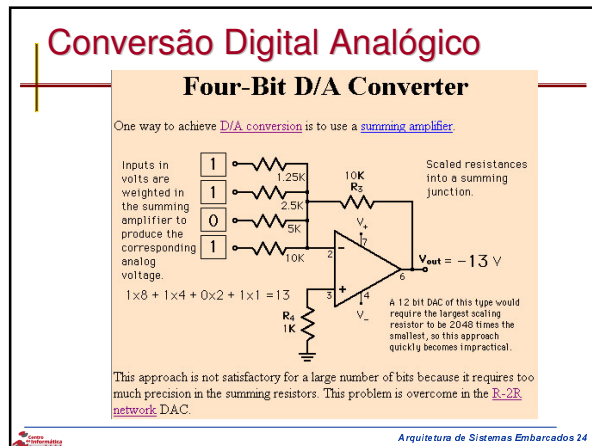 Conversão Digital Analógico
Four-Bit D/A Converter
One way to achieve D/A conversion is to use a summing amplifier.
Inputs in
volts are
weighted in
the summing
amplifier to
produce the
corresponding
analog
voltage.
1x8 + 1x4 + 0x2 + 1x1 = 13
1
1
0
1
1.25K
2.5K
5K
10K
10K
R3
Scaled resistances
into a summing
junction.
V+
7
2
-
6
Vout = -13 V
3
+
4
V-
R4
1K
A 12 bit DAC of this type would
require the largest scaling
resistor to be 2048 times the
smallest, so this approach
quickly becomes impractical.
This approach is not satisfactory for a large number of bits because it requires too
much precision in the summing resistors. This problem is overcome in the R-2R
network DAC.
Centro
de Informática
Arquitetura de Sistemas Embarcados 24